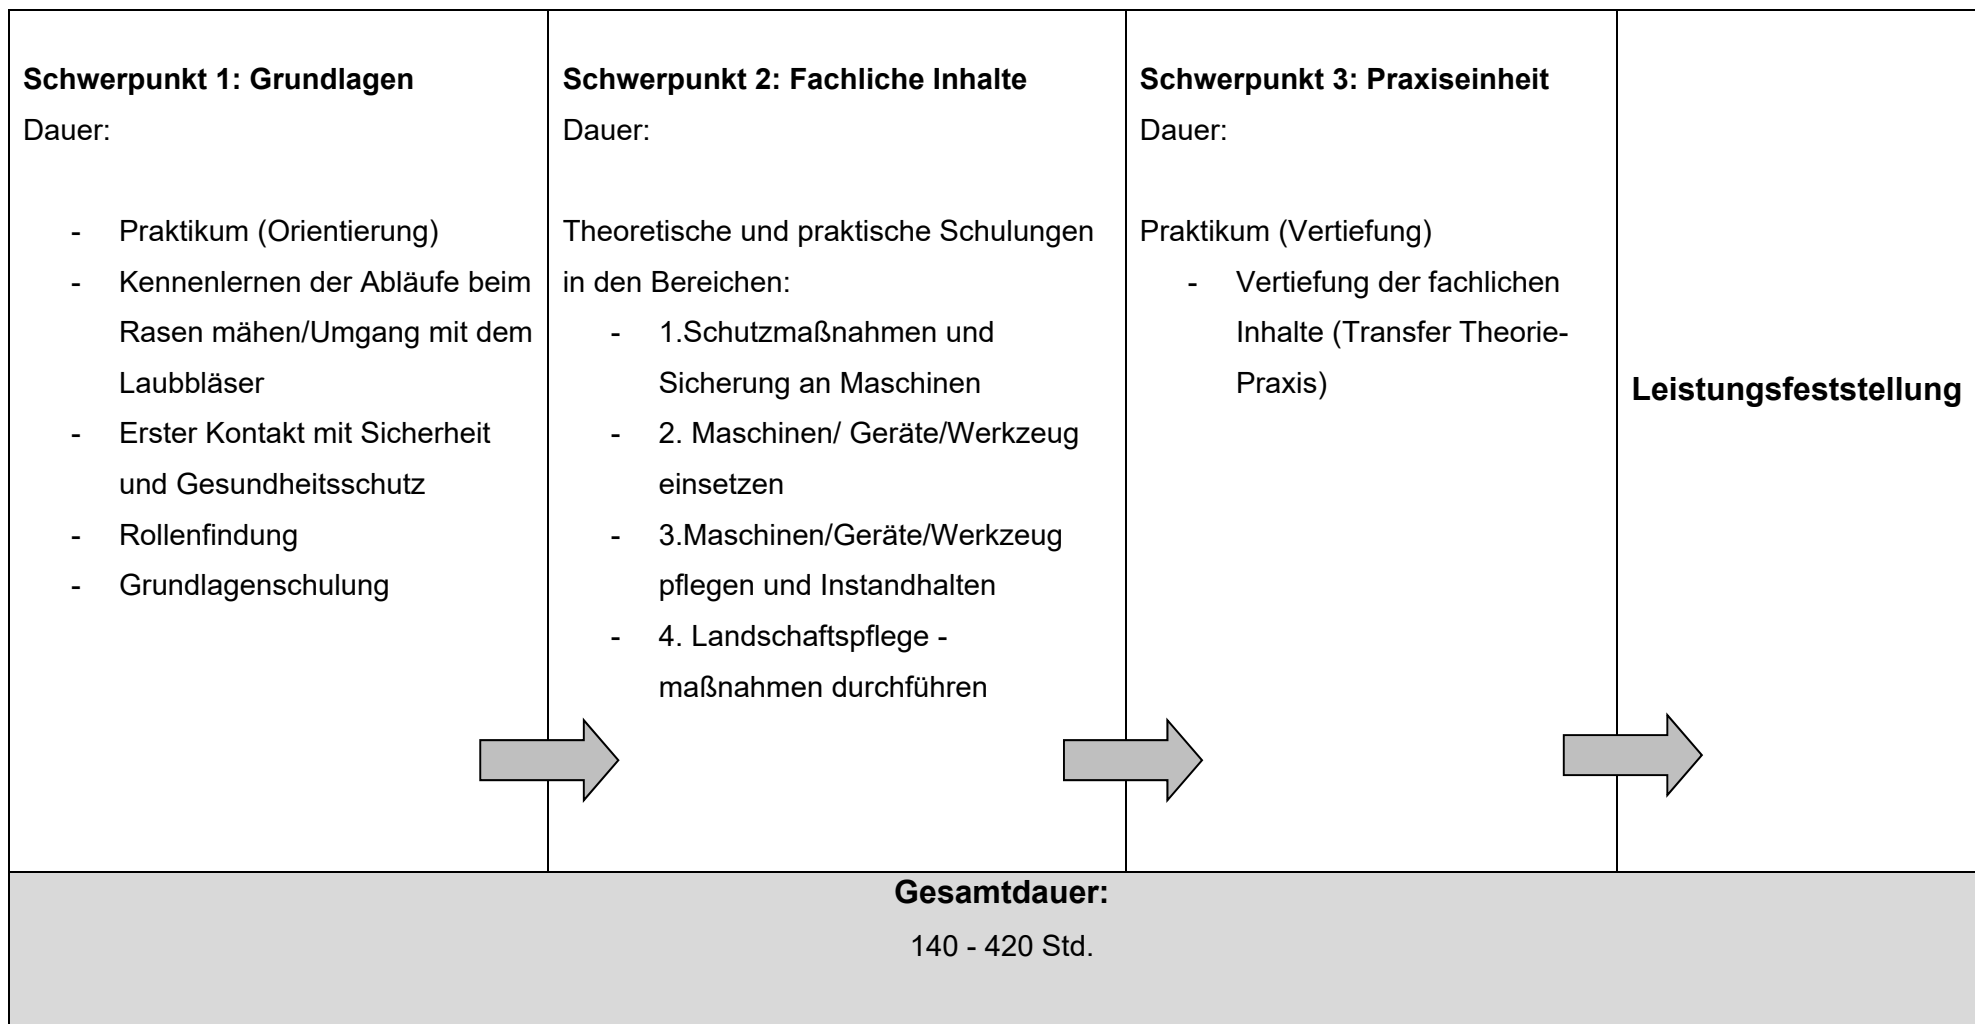 Schwerpunkt 1: Grundlagen
Dauer:
- Praktikum (Orientierung)
- Kennenlernen der Abläufe beim
Rasen mähen/Umgang mit dem
Laubbläser
- Erster Kontakt mit Sicherheit
und Gesundheitsschutz
- Rollenfindung
- Grundlagenschulung
Schwerpunkt 2: Fachliche Inhalte
Dauer:
Theoretische und praktische Schulungen
in den Bereichen:
- 1.Schutzmaßnahmen und
Sicherung an Maschinen
- 2. Maschinen/ Geräte/Werkzeug
einsetzen
- 3.Maschinen/Geräte/Werkzeug
pflegen und Instandhalten
- 4. Landschaftspflege -
maßnahmen durchführen
Schwerpunkt 3: Praxiseinheit
Dauer:
Praktikum (Vertiefung)
- Vertiefung der fachlichen
Inhalte (Transfer Theorie-
Praxis)
Leistungsfeststellung
Gesamtdauer:
140 - 420 Std.